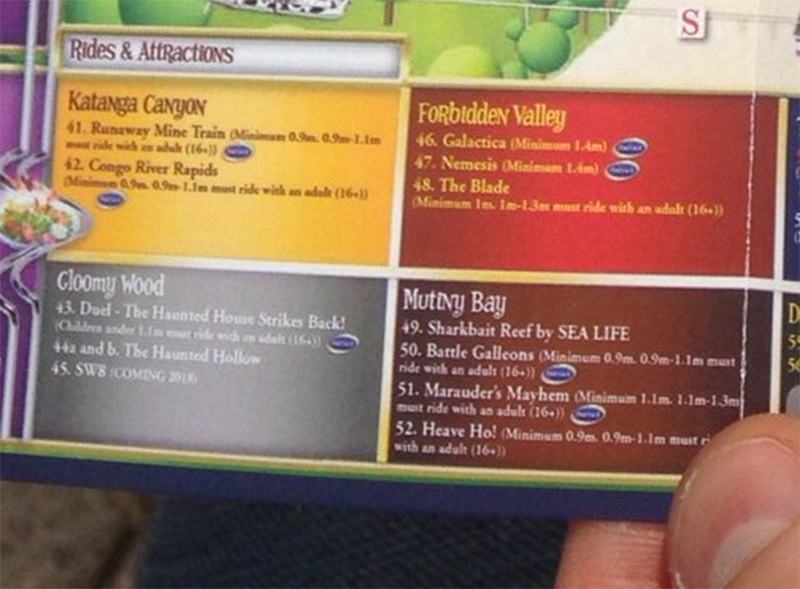 S
Rides & Attractions
Katanga Canyon
41. Runaway Mine Train (Minimum 0.9m. 0.9m-1.1m
must ride with an adult (16+))
42. Congo River Rapids
(Minimum 0.9m. 0.9m-1.1m must ride with an adult (16+))
Forbidden Valley
46. Galactica (Minimum 1.4m)
47. Nemesis (Minimum 1.4m)
48. The Blade
(Minimum 1m. 1m-1.3m must ride with an adult (16+))
Gloomy Wood
43. Duel - The Haunted House Strikes Back!
(Children under 1.1m must ride with an adult (16+))
44a and b. The Haunted Hollow
45. SW8 (COMING 2018)
Mutiny Bay
49. Sharkbait Reef by SEA LIFE
50. Battle Galleons (Minimum 0.9m. 0.9m-1.1m must
ride with an adult (16+))
51. Marauder's Mayhem (Minimum 1.1m. 1.1m-1.3m
must ride with an adult (16+))
52. Heave Ho! (Minimum 0.9m. 0.9m-1.1m must
with an adult (16+))
D